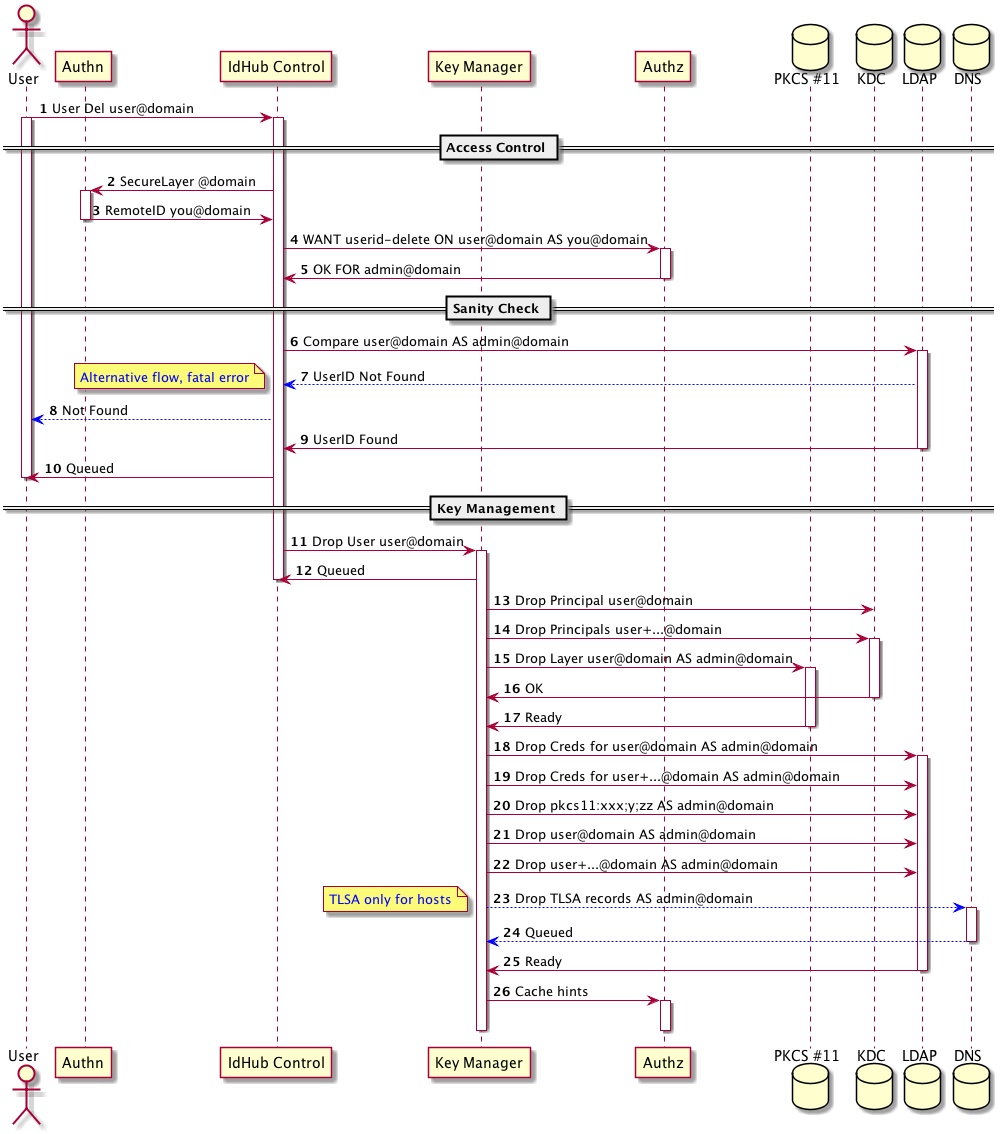 User
Authn
IdHub Control
Key Manager
Authz
PKCS #11
KDC
LDAP
DNS
1 User Del user@domain
Access Control
2 SecureLayer @domain
3 RemoteID you@domain
4 WANT userid-delete ON user@domain AS you@domain
5 OK FOR admin@domain
Sanity Check
6 Compare user@domain AS admin@domain
Alternative flow, fatal error
7 UserID Not Found
8 Not Found
9 UserID Found
10 Queued
Key Management
11 Drop User user@domain
12 Queued
13 Drop Principal user@domain
14 Drop Principals user+...@domain
15 Drop Layer user@domain AS admin@domain
16 OK
17 Ready
18 Drop Creds for user@domain AS admin@domain
19 Drop Creds for user+...@domain AS admin@domain
20 Drop pkcs11:xxx;y;zz AS admin@domain
21 Drop user@domain AS admin@domain
22 Drop user+...@domain AS admin@domain
TLSA only for hosts
23 Drop TLSA records AS admin@domain
24 Queued
25 Ready
26 Cache hints
User
Authn
IdHub Control
Key Manager
Authz
PKCS #11
KDC
LDAP
DNS